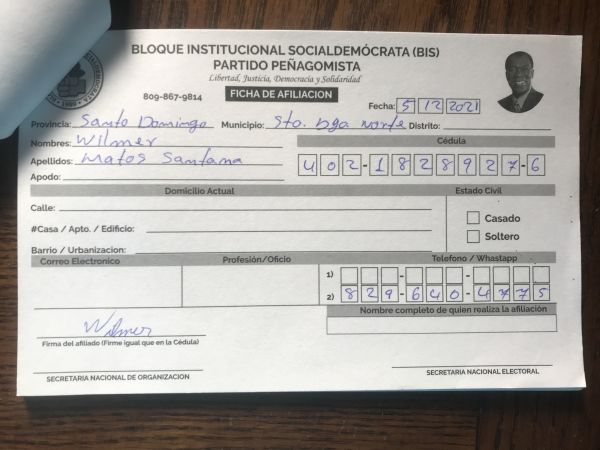 BLOQUE INSTITUCIONAL SOCIALDEMÓCRATA (BIS)
PARTIDO PEÑAGOMISTA
Libertad, Justicia, Democracia y Solidaridad
809-867-9814 FICHA DE AFILIACION
Fecha: 5 12 2021
Provincia: Santo Domingo Municipio: Sto. Dgo Norte Distrito:
Nombres: Wilmer
Cédula
Apellidos: Matos Santana
402-1828927-6
Apodo:
Domicilio Actual Estado Civil
Calle:
Casado
#Casa / Apto. / Edificio:
Soltero
Barrio / Urbanizacion:
Correo Electronico Profesión/Oficio Telefono / Whastapp
1)
2) 829-640-4775
Nombre completo de quien realiza la afiliación
Wilmer
Firma del afiliado (Firme igual que en la Cédula)
SECRETARIA NACIONAL DE ORGANIZACION SECRETARIA NACIONAL ELECTORAL